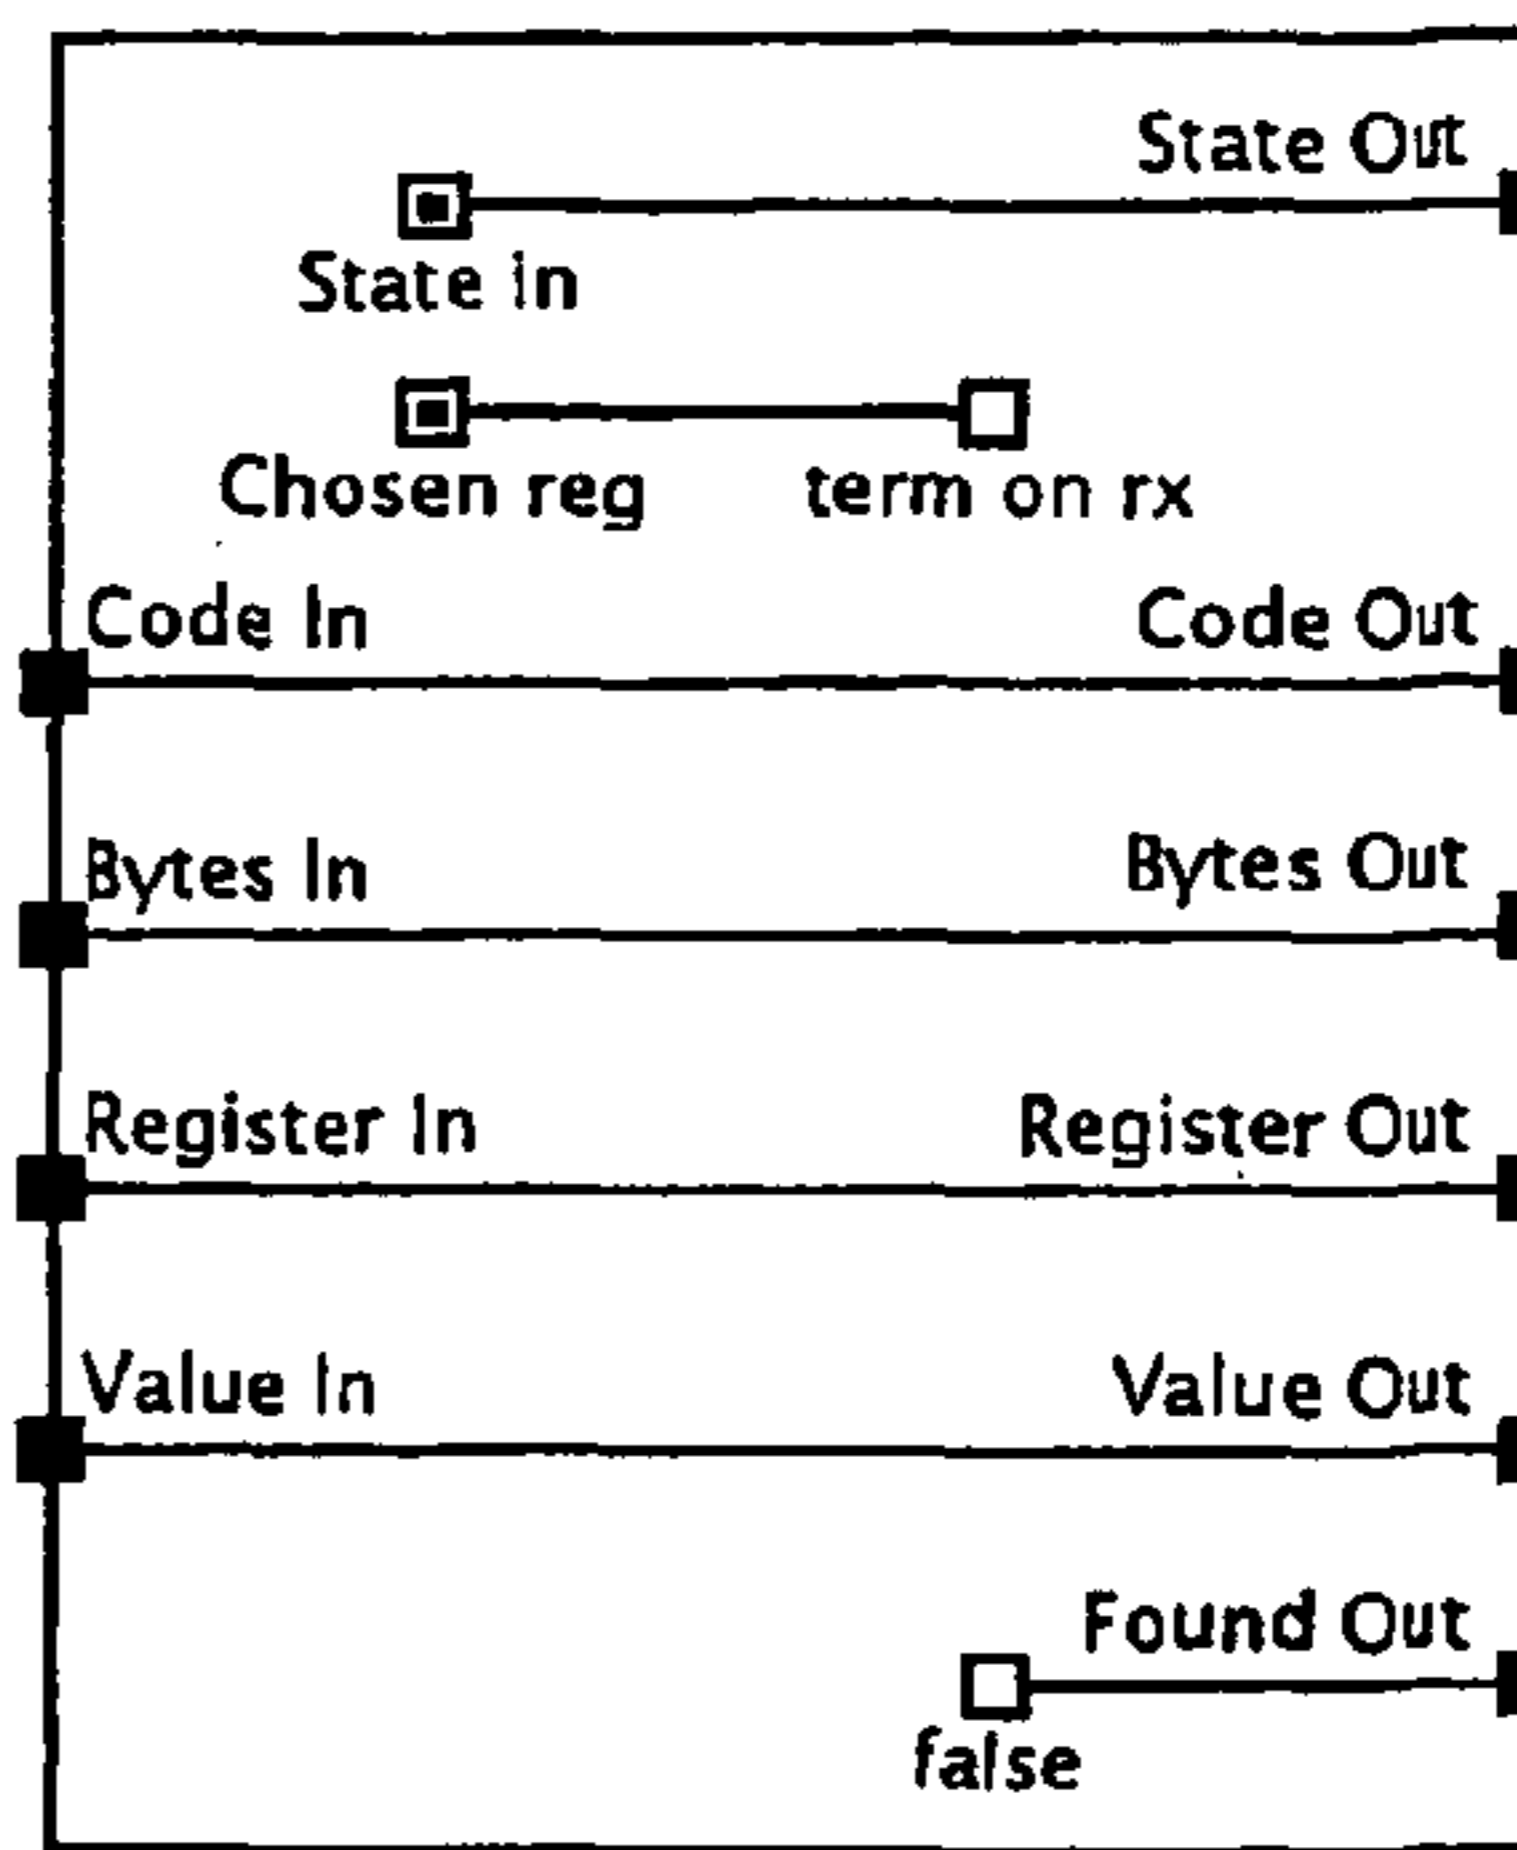 State Out
State in
Chosen reg term on rx
Code In Code Out
Bytes In Bytes Out
Register In Register Out
Value In Value Out
Found Out
false